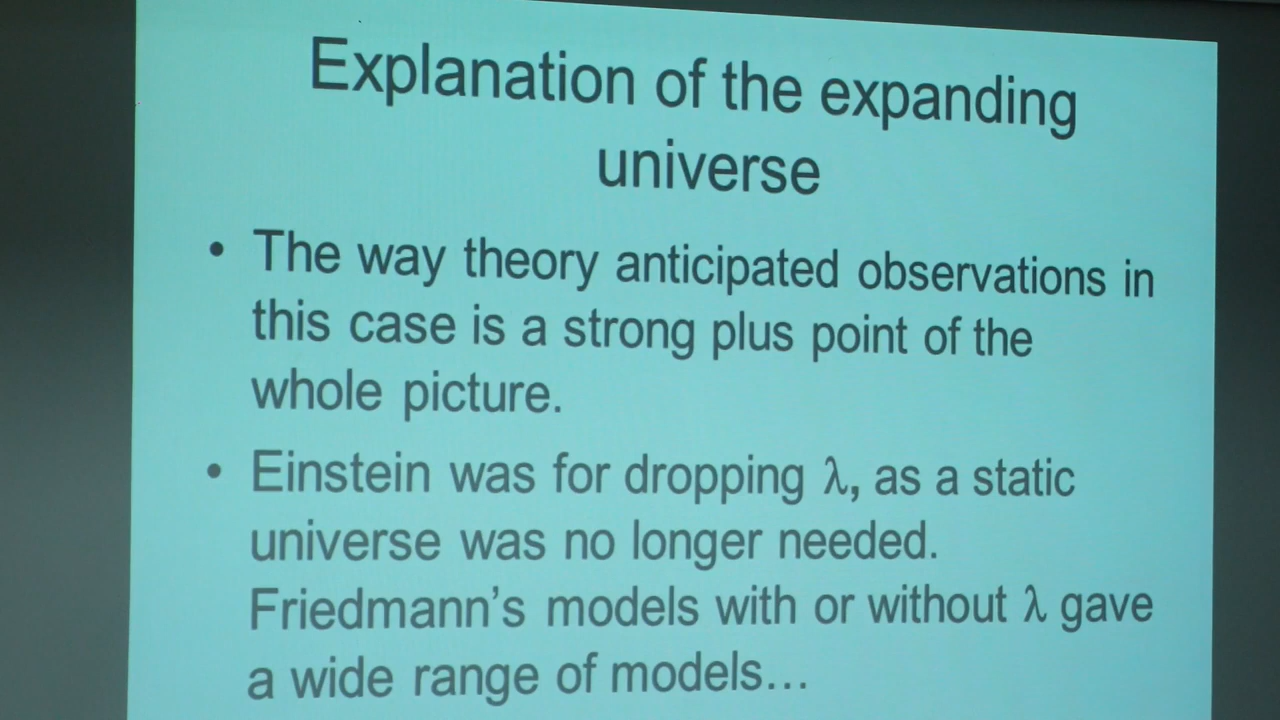 Explanation of the expanding
universe
• The way theory anticipated observations in
this case is a strong plus point of the
whole picture.
• Einstein was for dropping λ, as a static
universe was no longer needed.
Friedmann’s models with or without λ gave
a wide range of models…